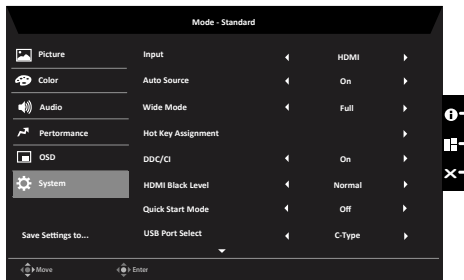 Mode - Standard
Picture
Input HDMI
Color
Auto Source On
Audio
Wide Mode Full
Pertormance
Hot Key Assignment
OSD
DDC/CI On
System
HDMI Black Level Normal
Quick Start Mode Off
Save Settings to...
USB Port Select C-Type
Move Enter